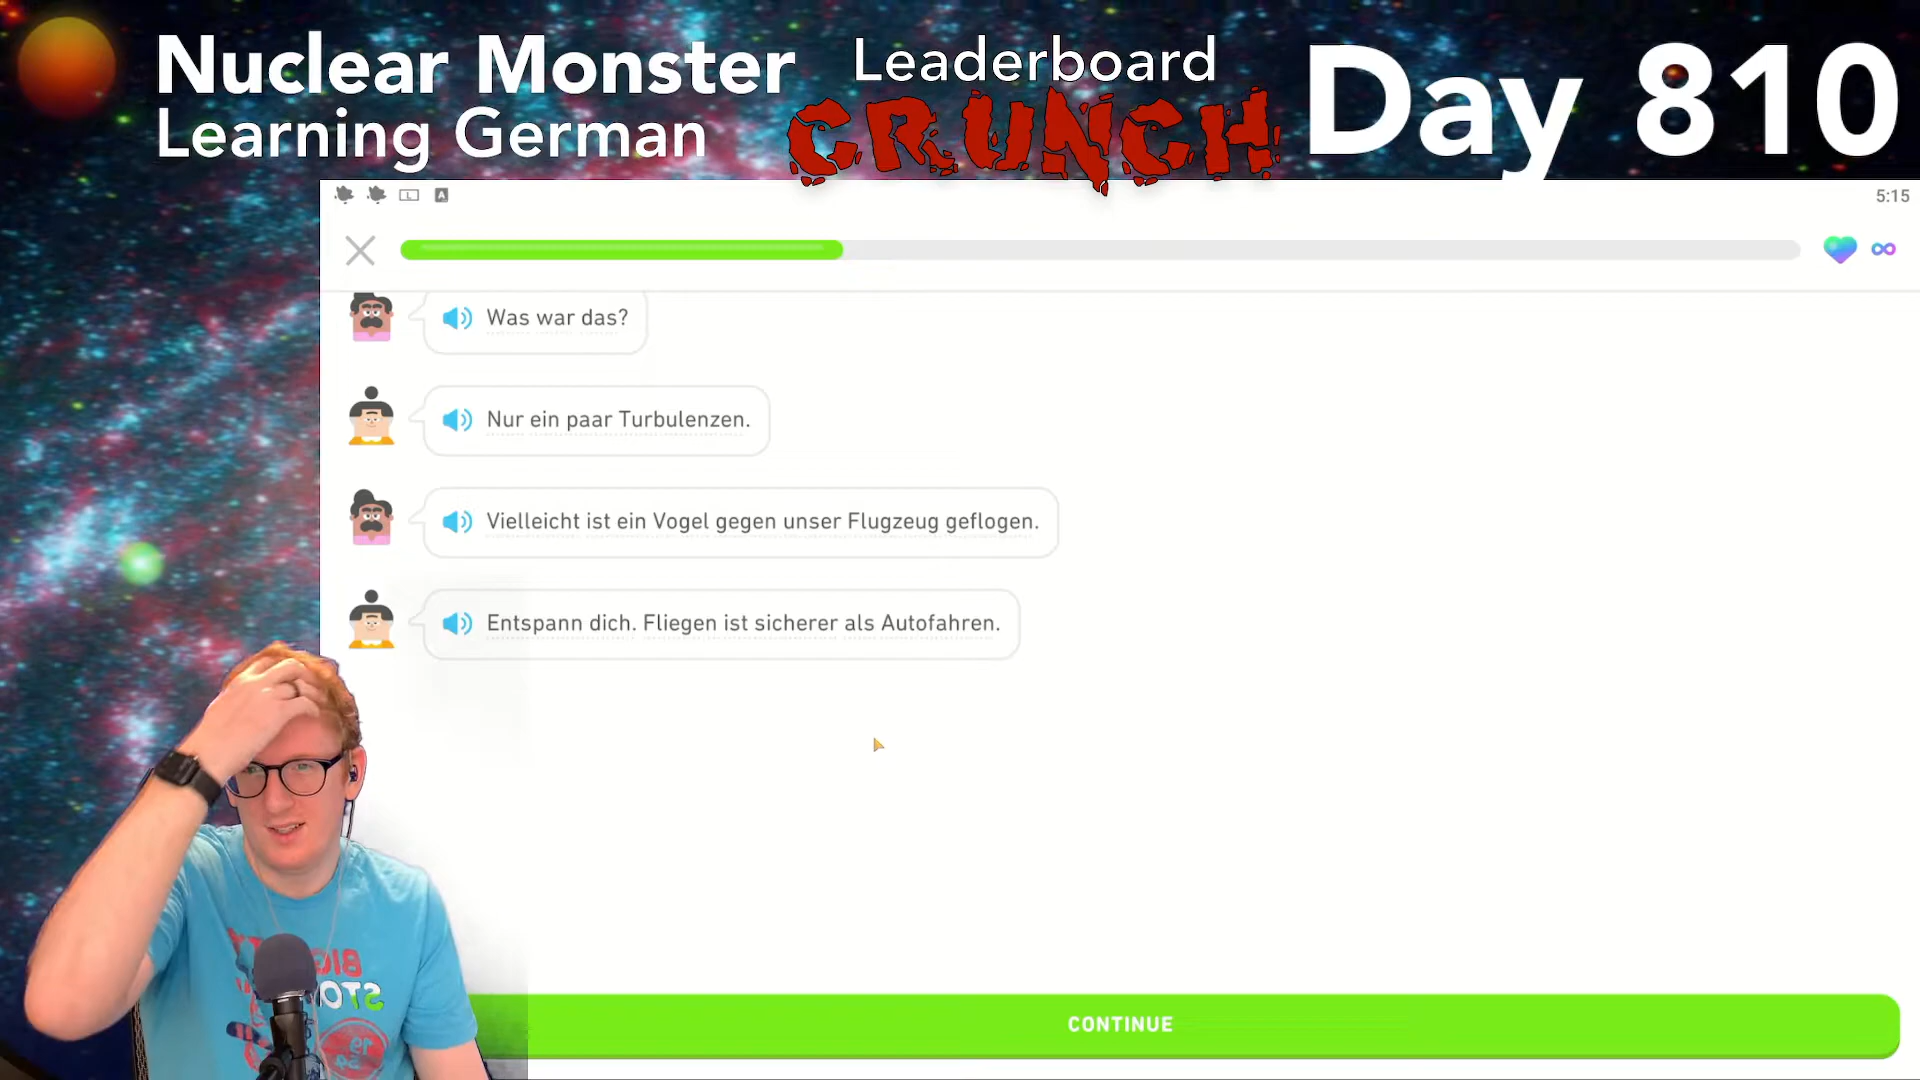 Nuclear Monster
Learning German
Leaderboard
CRUNCH
Day 810
L
A
5:15
Was war das?
Nur ein paar Turbulenzen.
Vielleicht ist ein Vogel gegen unser Flugzeug geflogen.
Entspann dich. Fliegen ist sicherer als Autofahren.
CONTINUE